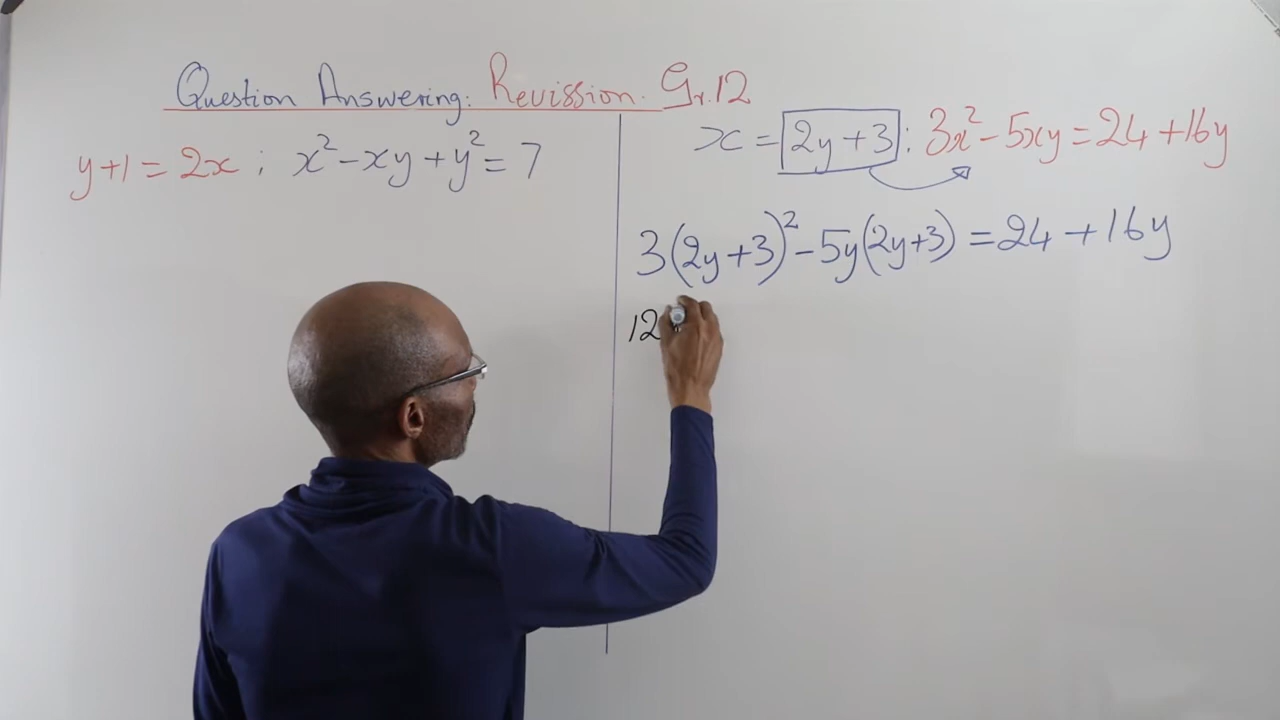 Question Answering: Revission. Gr.12
y+1 = 2x ; x² - xy + y² = 7
x = 2y+3 ; 3x² - 5xy = 24 + 16y
3(2y+3)² - 5y(2y+3) = 24 + 16y
12